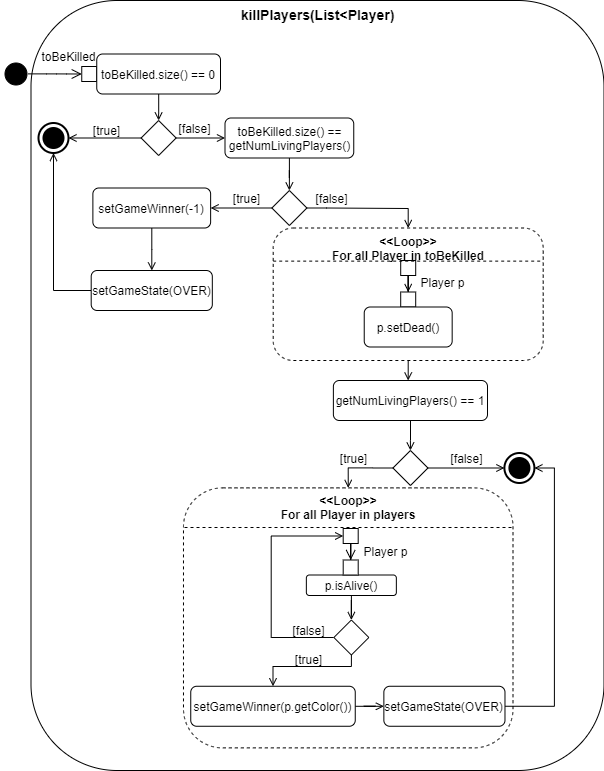 killPlayers(List<Player)
toBeKilled
toBeKilled.size() == 0
[true]
[false]
toBeKilled.size() ==
getNumLivingPlayers()
[true]
[false]
setGameWinner(-1)
<<Loop>>
For all Player in toBeKilled
Player p
setGameState(OVER)
p.setDead()
getNumLivingPlayers() == 1
[true]
[false]
<<Loop>>
For all Player in players
Player p
p.isAlive()
[false]
[true]
setGameWinner(p.getColor())
setGameState(OVER)